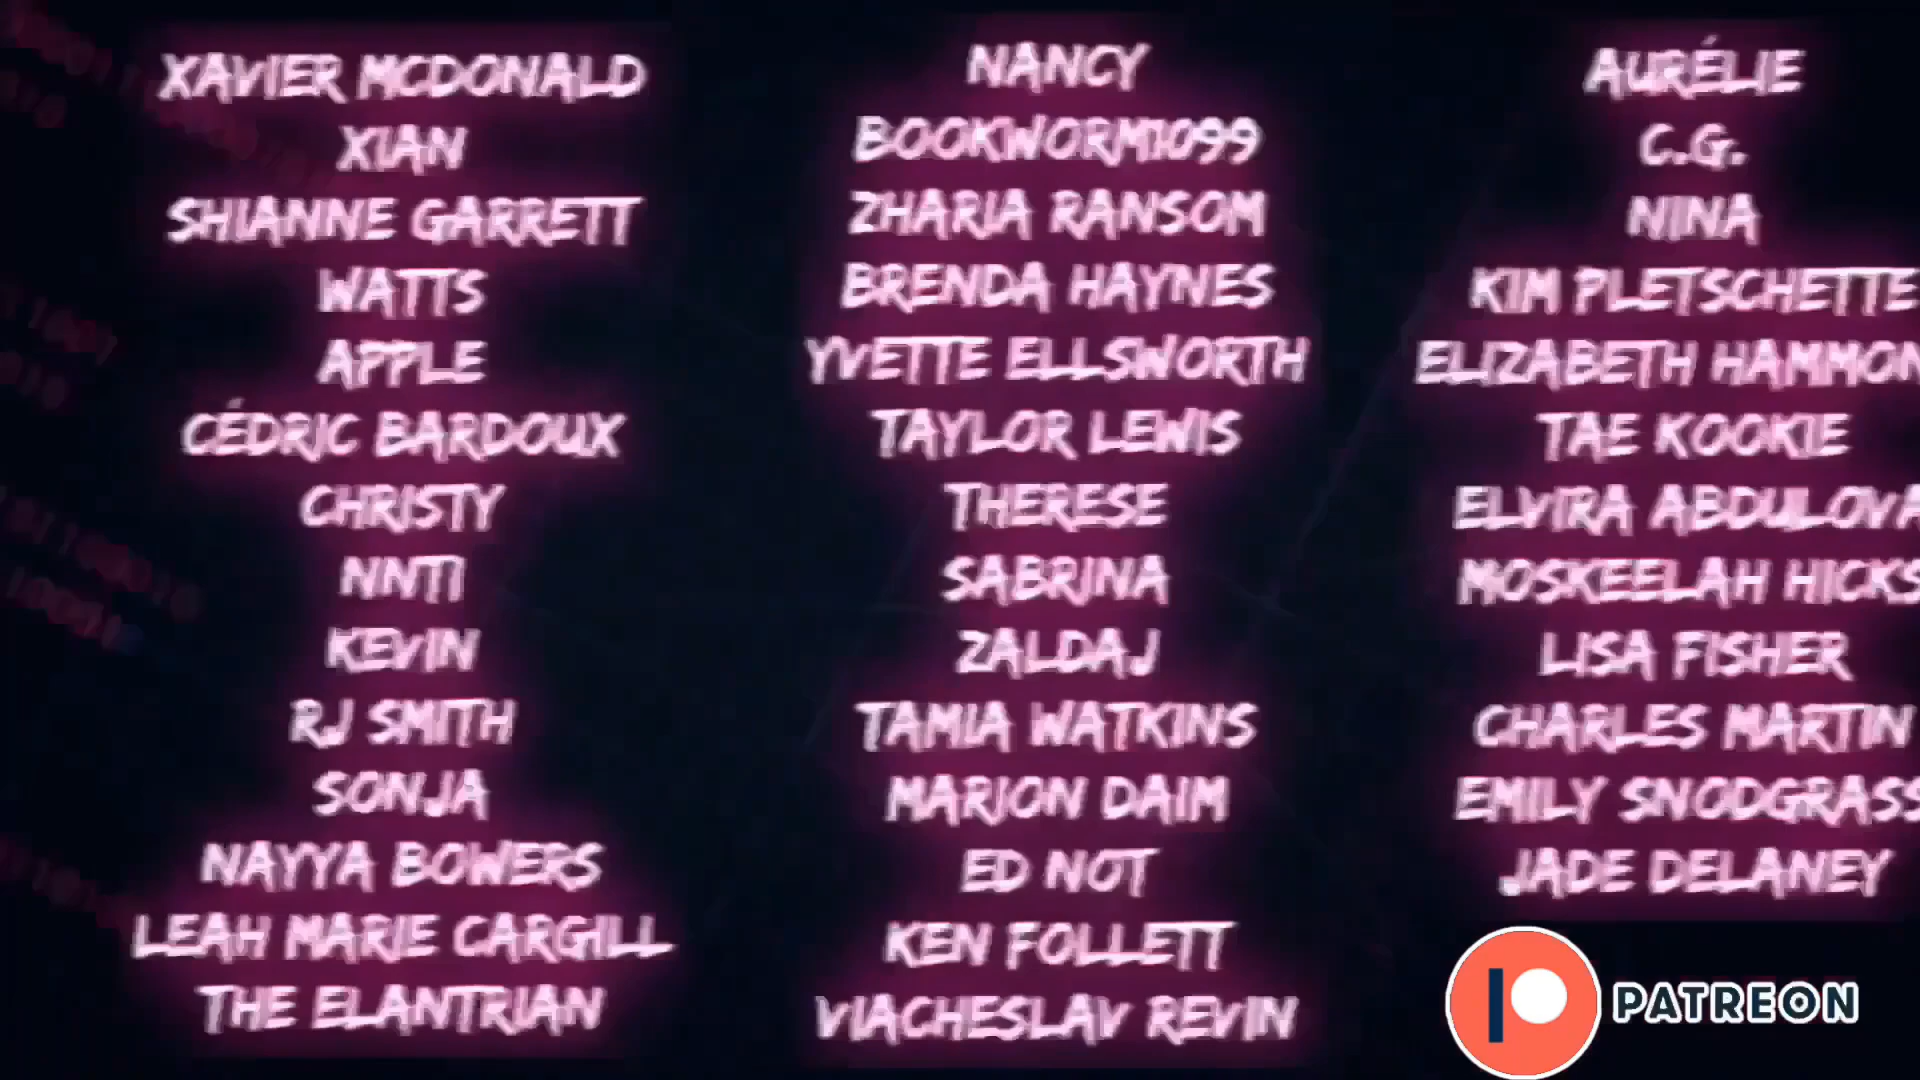 XAVIER MCDONALD
XIAN
SHIANNE GARRETT
WATTS
APPLE
CÉDRIC BARDOUX
CHRISTY
NNTI
KEVIN
RJ SMITH
SONJA
NAYYA BOWERS
LEAH MARIE CARGILL
THE ELANTRIAN
NANCY
BOOKWORM1099
ZHARIA RANSOM
BRENDA HAYNES
YVETTE ELLSWORTH
TAYLOR LEWIS
THERESE
SABRINA
ZALDAJ
TAMIA WATKINS
MARION DAIM
ED NOT
KEN FOLLETT
VIACHESLAV REVIN
AURÉLIE
C.G.
NINA
KIM PLETSCHETTE
ELIZABETH HAMMON
TAE KOOKIE
ELVIRA ABDULOVA
MOSKEELAH HICKS
LISA FISHER
CHARLES MARTIN
EMILY SNODGRASS
JADE DELANEY
PATREON